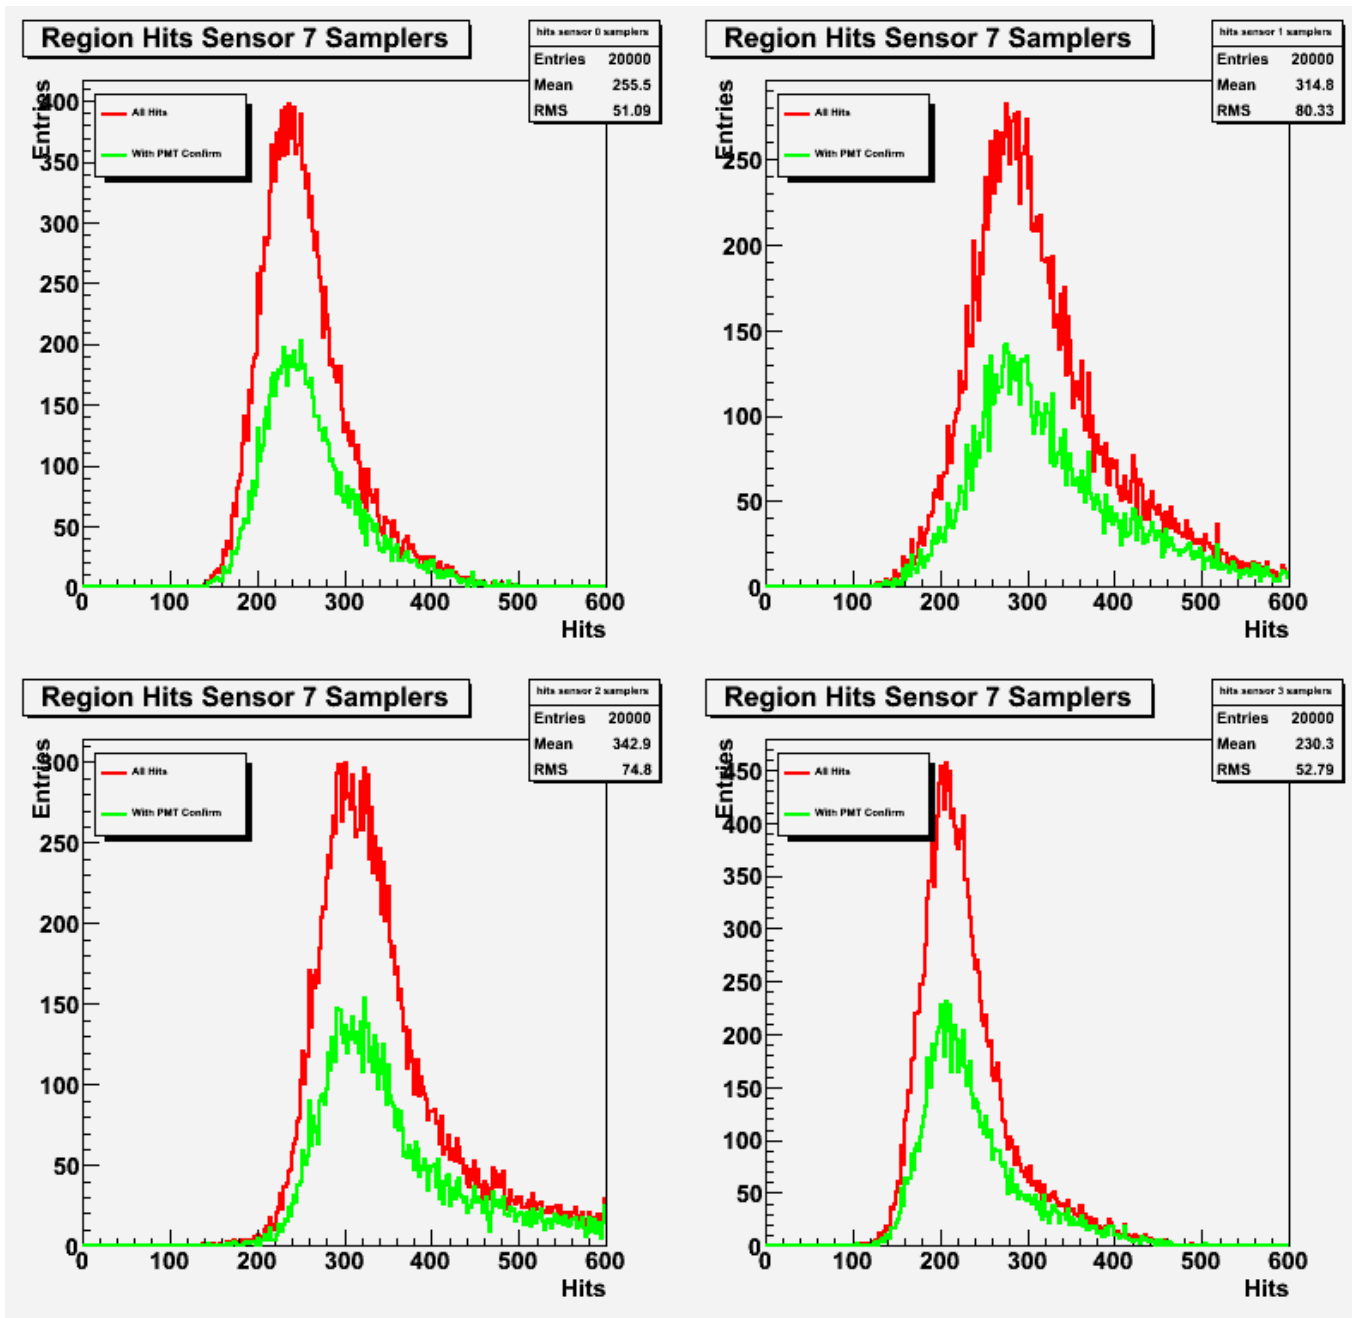 Region Hits Sensor 7 Samplers
hits sensor 0 samplers
Entries 20000
Mean 255.5
RMS 51.09
Entries
All Hits
With PMT Confirm
400
350
300
250
200
150
100
50
0
0 100 200 300 400 500 600
Hits
Region Hits Sensor 7 Samplers
hits sensor 1 samplers
Entries 20000
Mean 314.8
RMS 80.33
Entries
All Hits
With PMT Confirm
250
200
150
100
50
0
0 100 200 300 400 500 600
Hits
Region Hits Sensor 7 Samplers
hits sensor 2 samplers
Entries 20000
Mean 342.9
RMS 74.8
Entries
All Hits
With PMT Confirm
300
250
200
150
100
50
0
0 100 200 300 400 500 600
Hits
Region Hits Sensor 7 Samplers
hits sensor 3 samplers
Entries 20000
Mean 230.3
RMS 52.79
Entries
All Hits
With PMT Confirm
450
400
350
300
250
200
150
100
50
0
0 100 200 300 400 500 600
Hits